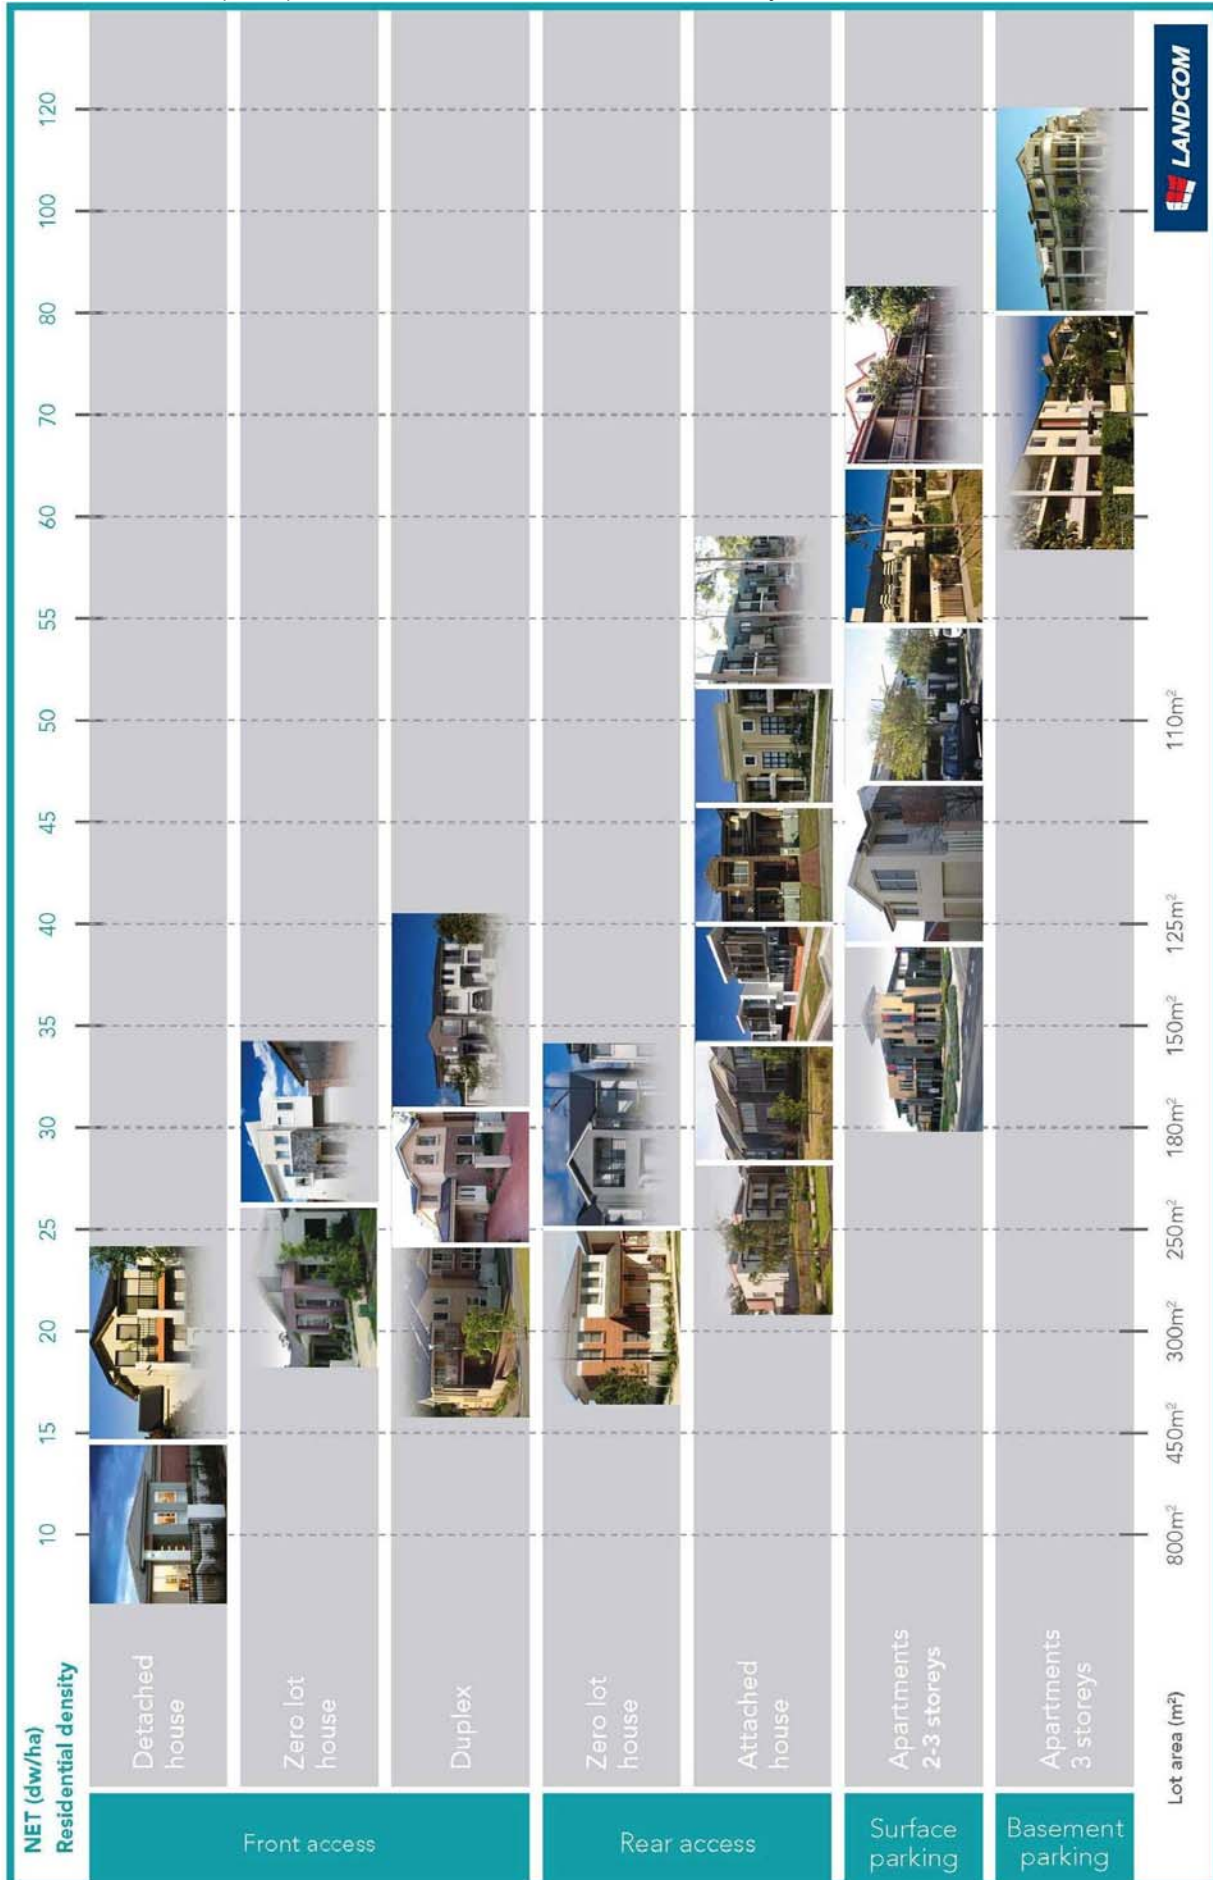 NET (dw/ha)
Residential density
10 15 20 25 30 35 40 45 50 55 60 70 80 100 120
Front access
Detached
house
Zero lot
house
Duplex
Rear access
Zero lot
house
Attached
house
Surface
parking
Apartments
2-3 storeys
Basement
parking
Apartments
3 storeys
Lot area (m²)
800m² 450m² 300m² 250m² 180m² 150m² 125m² 110m²
LANDCOM